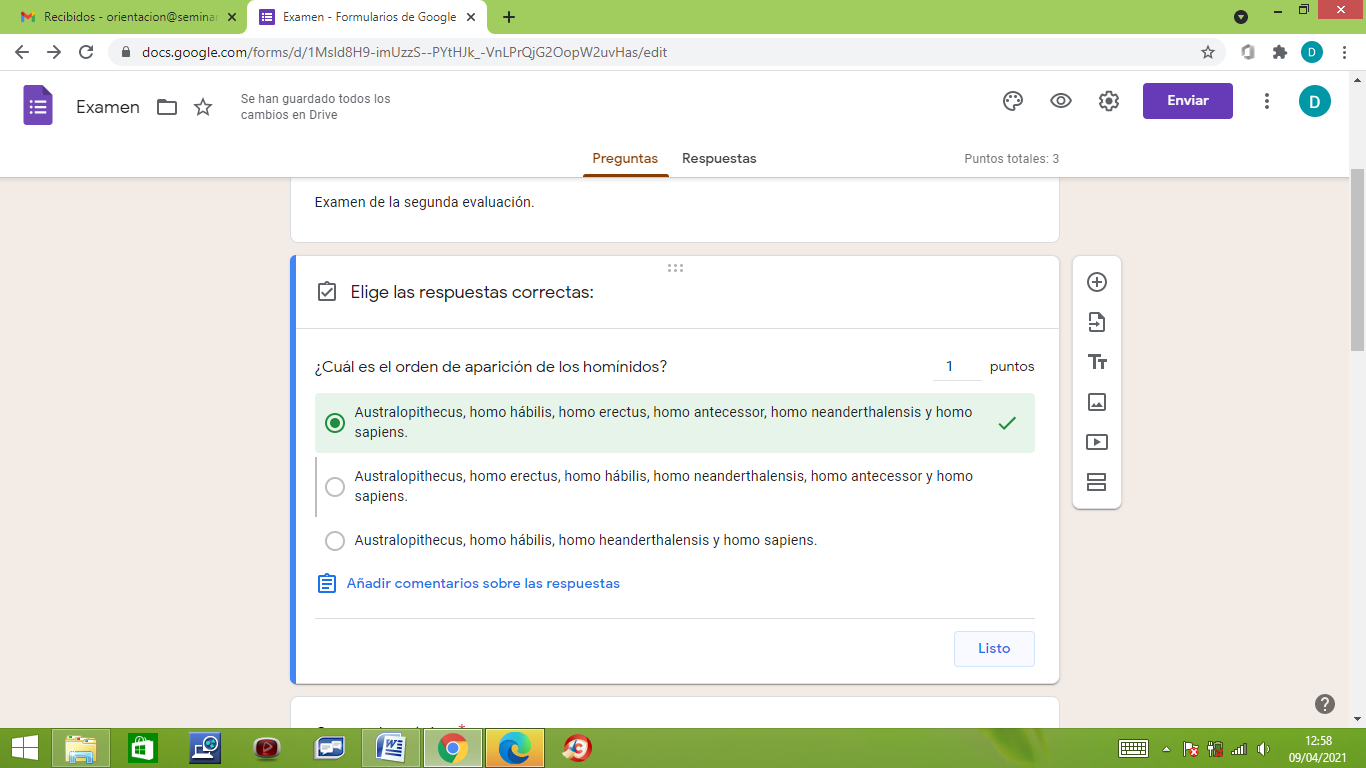 Recibidos - orientacion@semina
Examen - Formularios de Google
docs.google.com/forms/d/1Msld8H9-imUzzS--PYtHJk_-VnLPrQjG2OopW2uvHas/edit
D
Examen
Se han guardado todos los
cambios en Drive
Enviar
D
Preguntas
Respuestas
Puntos totales: 3
Examen de la segunda evaluación.
Elige las respuestas correctas:
¿Cuál es el orden de aparición de los homínidos?
1 puntos
Australopithecus, homo hábilis, homo erectus, homo antecessor, homo neanderthalensis y homo
sapiens.
Australopithecus, homo erectus, homo hábilis, homo neanderthalensis, homo antecessor y homo
sapiens.
Australopithecus, homo hábilis, homo heanderthalensis y homo sapiens.
Añadir comentarios sobre las respuestas
Listo
12:58
09/04/2021